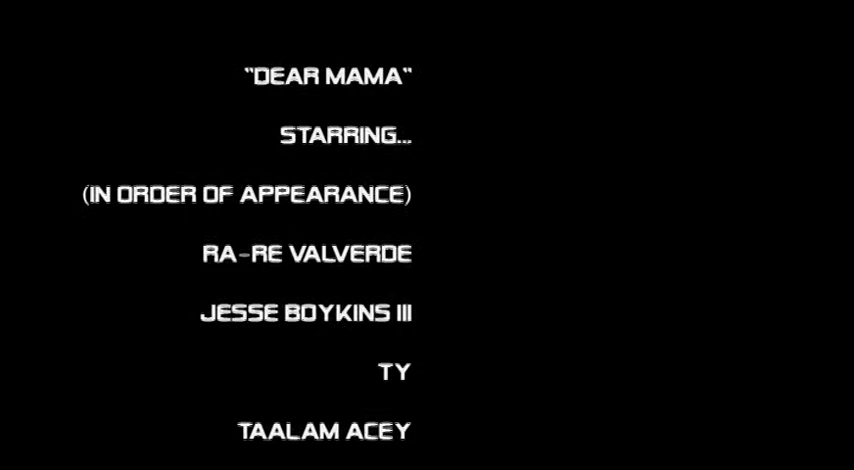 "DEAR MAMA"
STARRING...
(IN ORDER OF APPEARANCE)
RA-RE VALVERDE
JESSE BOYKINS III
TY
TAALAM ACEY